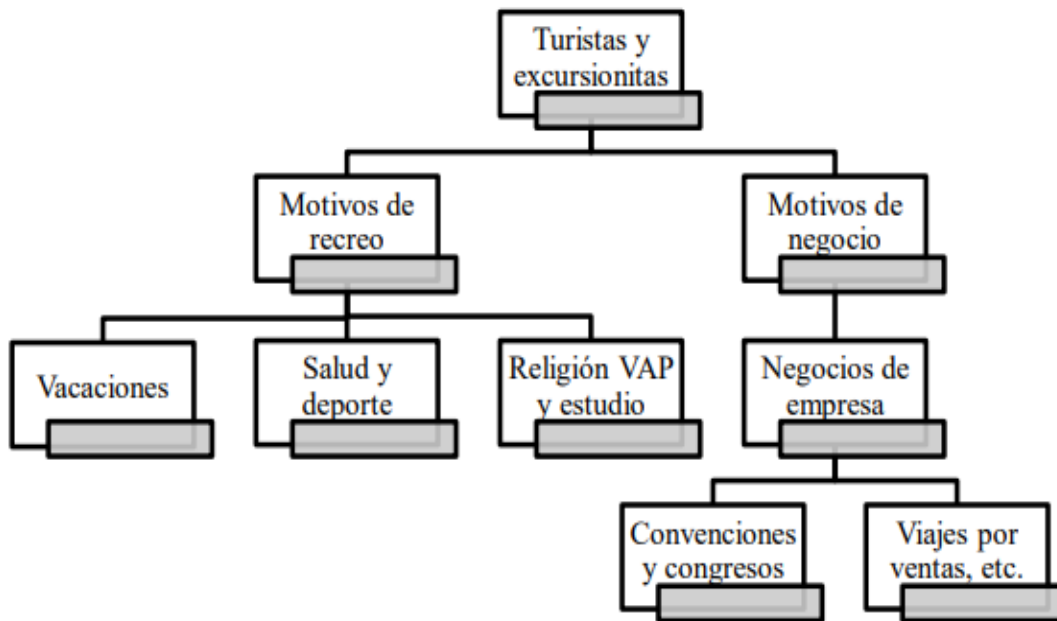 Turistas y
excursionitas
Motivos de
recreo
Motivos de
negocio
Vacaciones
Salud y
deporte
Religión VAP
y estudio
Negocios de
empresa
Convenciones
y congresos
Viajes por
ventas, etc.